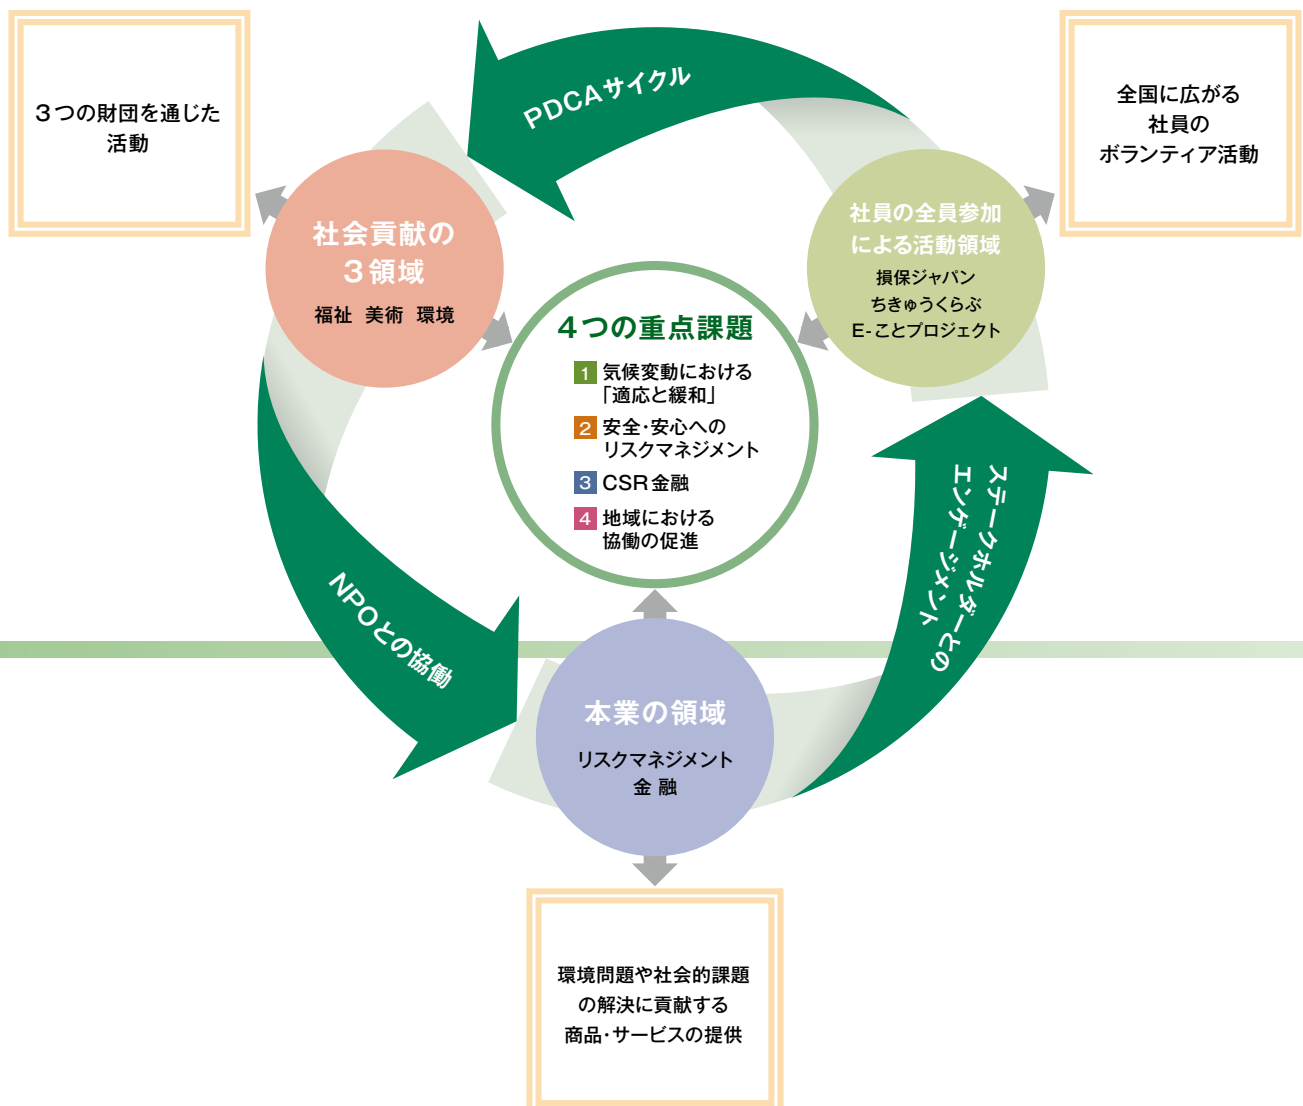 3つの財団を通じた
活動
PDCAサイクル
全国に広がる
社員の
ボランティア活動
社会貢献の
3領域
福祉 美術 環境
社員の全員参加
による活動領域
損保ジャパン
ちきゅうくらぶ
E-ことプロジェクト
4つの重点課題
1 気候変動における
「適応と緩和」
2 安全・安心への
リスクマネジメント
3 CSR金融
4 地域における
協働の促進
NPOとの協働
ステークホルダーとの
エンゲージメント
本業の領域
リスクマネジメント
金融
環境問題や社会的課題
の解決に貢献する
商品・サービスの提供